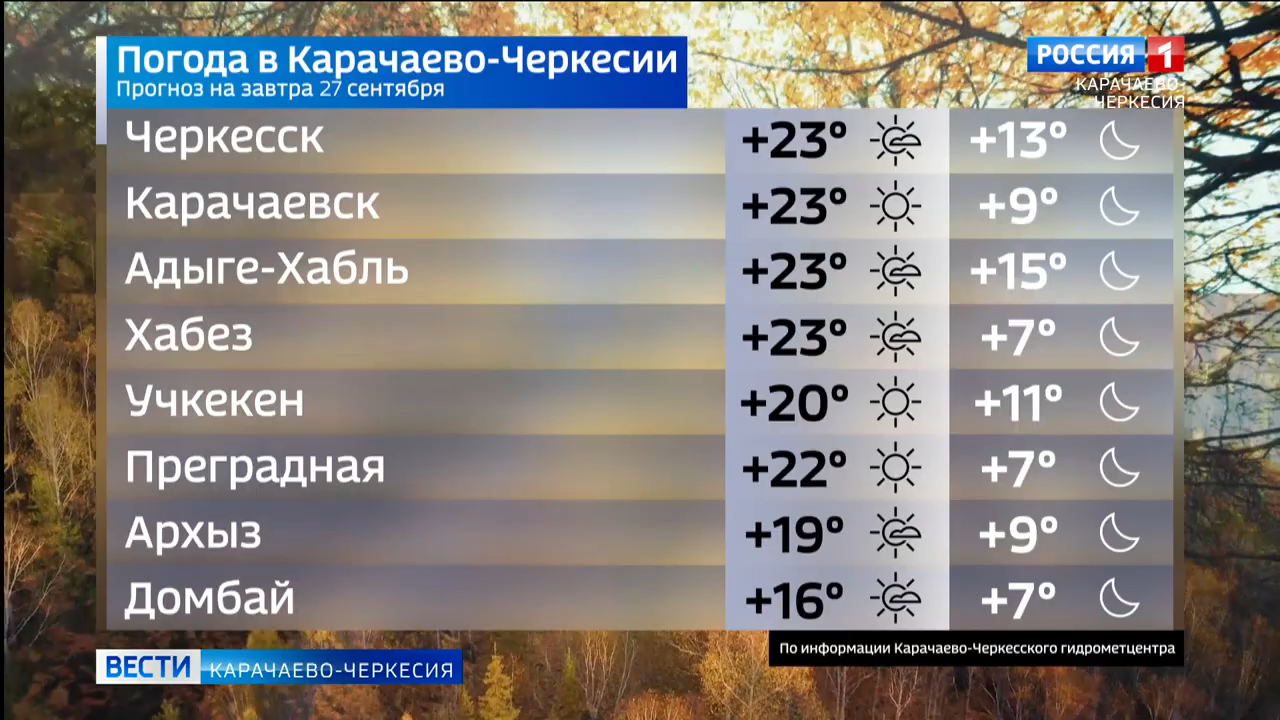 Погода в Карачаево-Черкесии
Прогноз на завтра 27 сентября
РОССИЯ 1
КАРАЧАЕВО-
ЧЕРКЕСИЯ
Черкесск +23° +13°
Карачаевск +23° +9°
Адыге-Хабль +23° +15°
Хабез +23° +7°
Учкекен +20° +11°
Преградная +22° +7°
Архыз +19° +9°
Домбай +16° +7°
По информации Карачаево-Черкесского гидрометцентра
ВЕСТИ КАРАЧАЕВО-ЧЕРКЕСИЯ